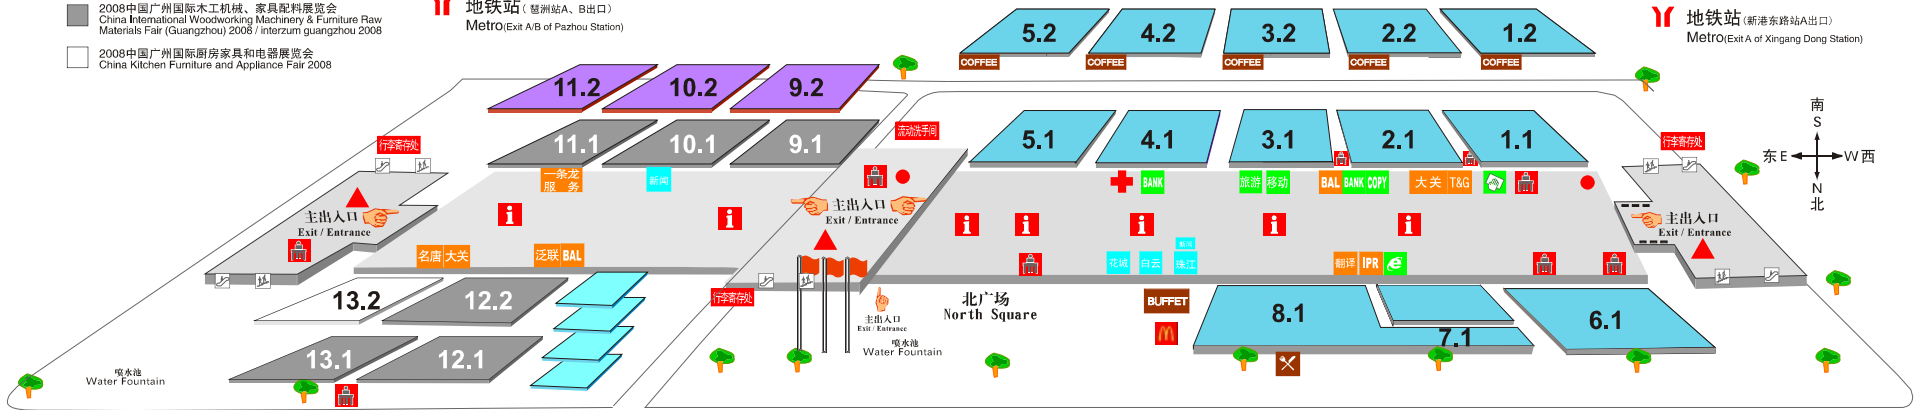 2008中国广州国际木工机械、家具配料展览会
China International Woodworking Machinery & Furniture Raw
Materials Fair (Guangzhou) 2008 / interzum guangzhou 2008
2008中国广州国际厨房家具和电器展览会
China Kitchen Furniture and Appliance Fair 2008
地铁站(琶洲站A、B出口)
Metro(Exit A/B of Pazhou Station)
地铁站(新港东路站A出口)
Metro(Exit A of Xingang Dong Station)
5.2
4.2
3.2
2.2
1.2
COFFEE
COFFEE
COFFEE
COFFEE
COFFEE
11.2
10.2
9.2
11.1
10.1
9.1
5.1
4.1
3.1
2.1
1.1
流动洗手间
行李寄存处
行李寄存处
南
S
东E
W西
N
北
一条龙
服 务
新闻
BANK
旅游
移动
BAL
BANK
COPY
大关
T&G
主出入口
Exit / Entrance
主出入口
Exit / Entrance
主出入口
Exit / Entrance
i
i
i
i
i
i
i
名唐
大关
泛联
BAL
花城
白云
珠江
翻译
IPR
e
13.2
12.2
13.1
12.1
行李寄存处
主出入口
Exit / Entrance
喷水池
Water Fountain
北广场
North Square
BUFFET
8.1
7.1
6.1
喷水池
Water Fountain